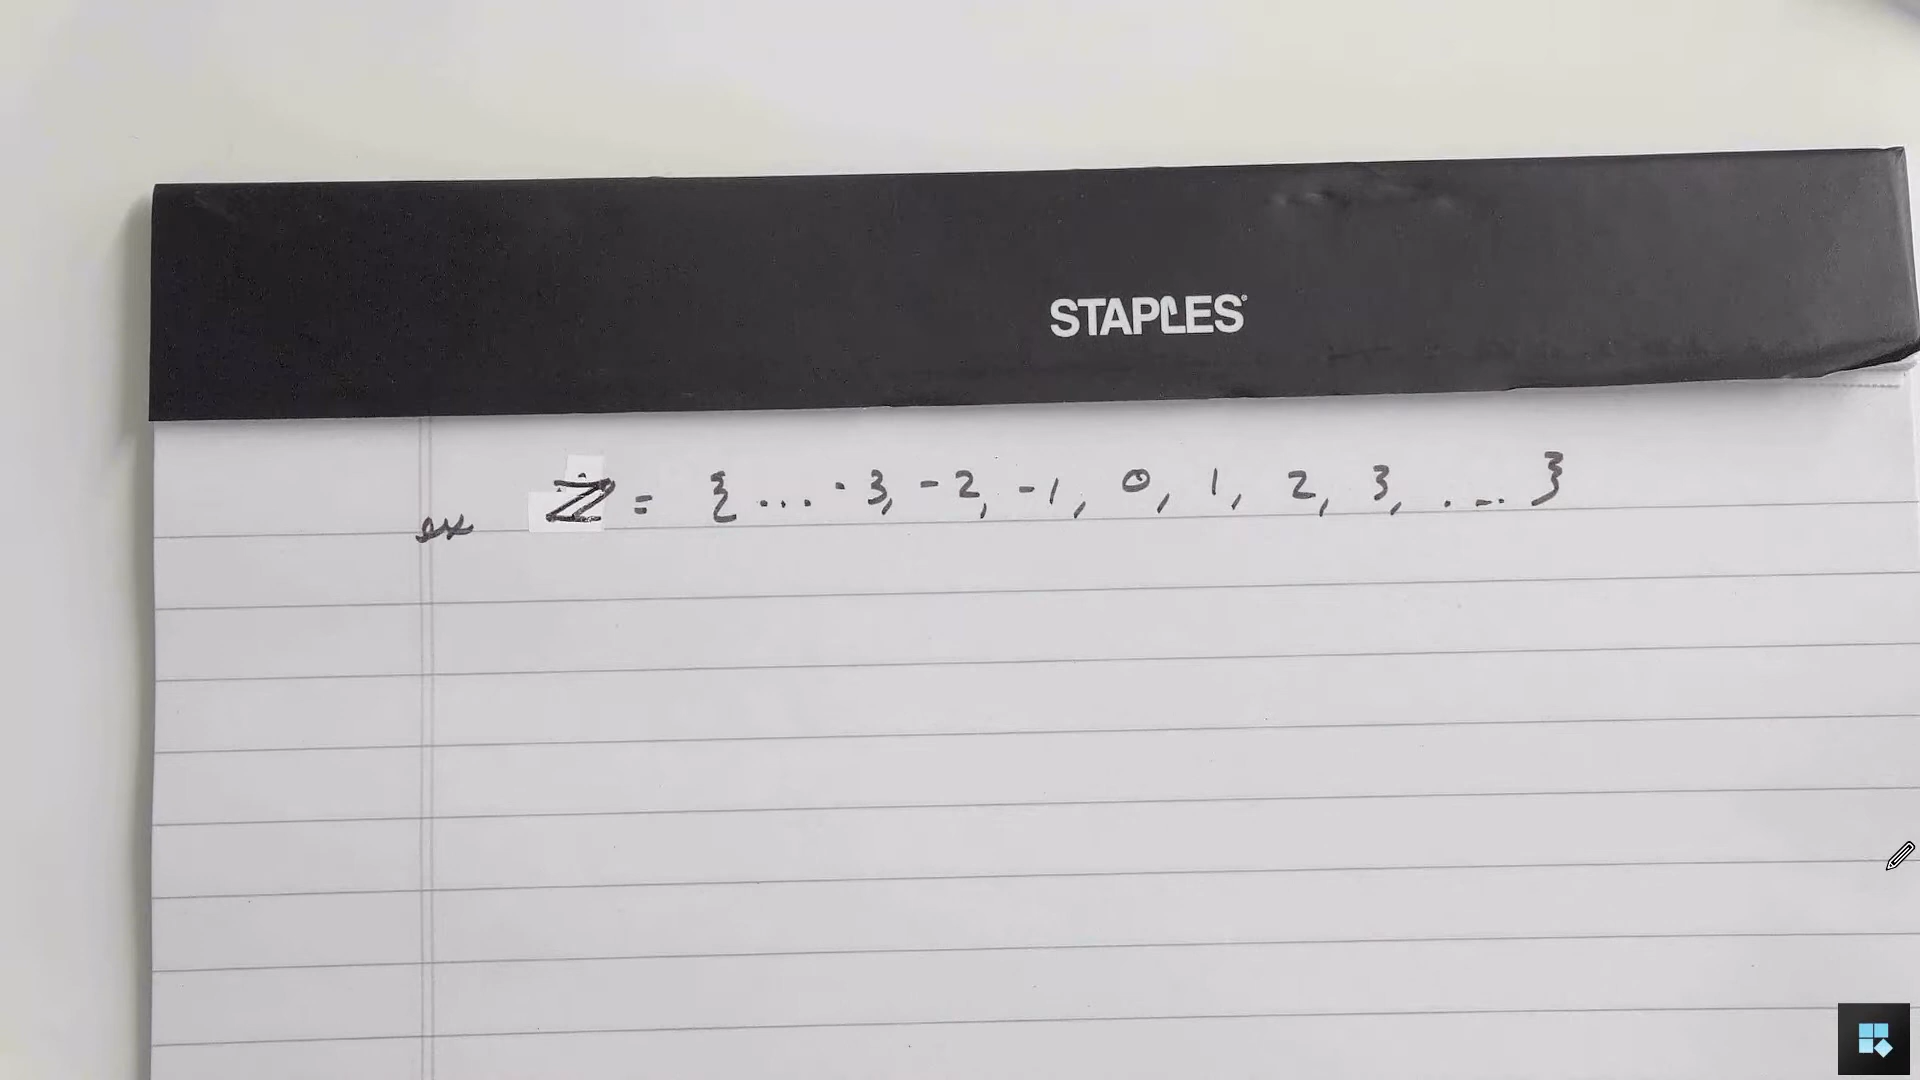 STAPLES
ex ℤ = { ... -3, -2, -1, 0, 1, 2, 3, ... }